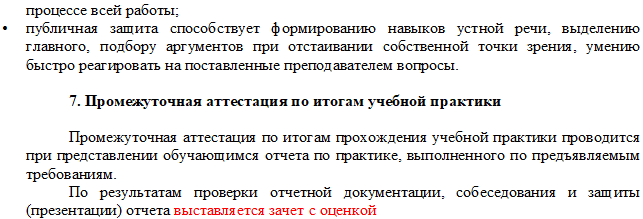 процессе всей работы;
• публичная защита способствует формированию навыков устной речи, выделению
главного, подбору аргументов при отстаивании собственной точки зрения, умению
быстро реагировать на поставленные преподавателем вопросы.
7. Промежуточная аттестация по итогам учебной практики
Промежуточная аттестация по итогам прохождения учебной практики проводится
при представлении обучающимся отчета по практике, выполненного по предъявляемым
требованиям.
По результатам проверки отчетной документации, собеседования и защиты
(презентации) отчета выставляется зачет с оценкой